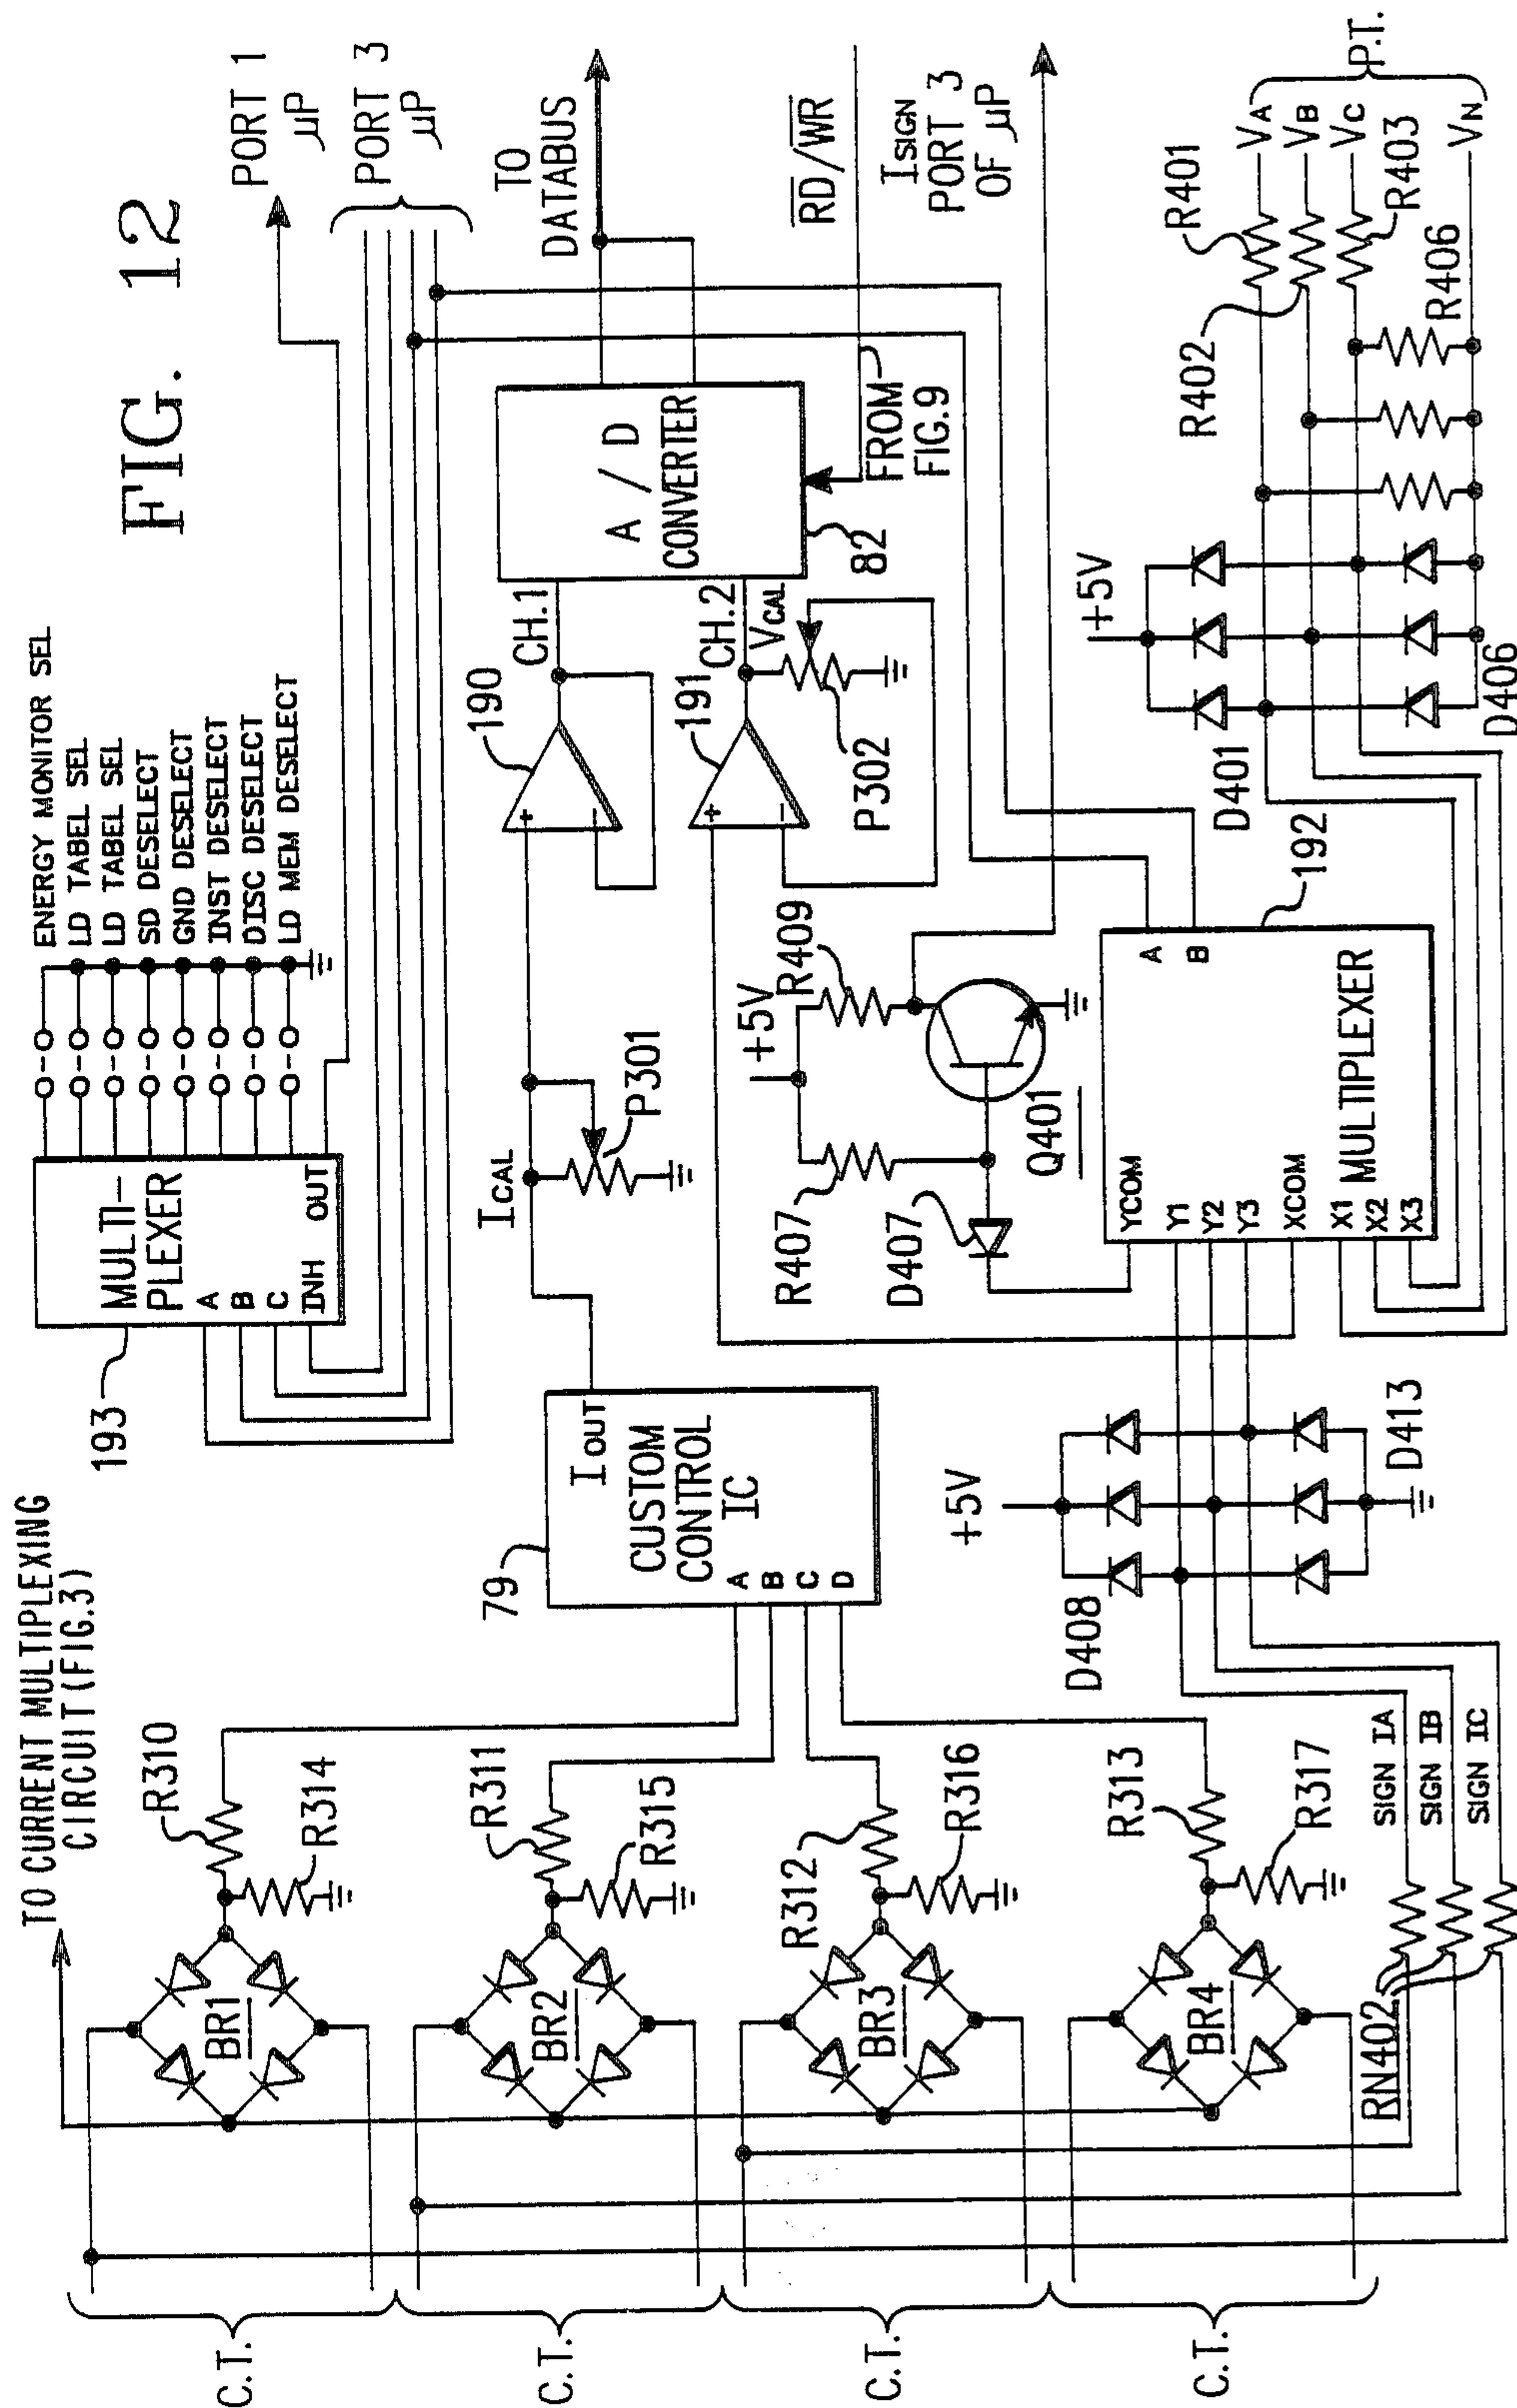 FIG. 12
TO CURRENT MULTIPLEXING
CIRCUIT (FIG.3)
193
MULTI-
PLEXER
A
B
C
INH
OUT
ENERGY MONITOR SEL
LD TABEL SEL
LD TABEL SEL
SD DESELECT
GND DESELECT
INST DESELECT
DISC DESELECT
LD MEM DESELECT
PORT 1
µP
PORT 3
µP
C.T.
C.T.
C.T.
C.T.
BR1
BR2
BR3
BR4
R310
R314
R311
R315
R312
R316
R313
R317
RN402
SIGN IA
SIGN IB
SIGN IC
79
CUSTOM
CONTROL
IC
I OUT
A
B
C
D
ICAL
P301
190
CH.1
191
CH.2
VCAL
P302
A / D
CONVERTER
82
TO
DATABUS
RD/WR
FROM
FIG.9
ISIGN
PORT 3
OF µP
+5V
R407
R409
D407
Q401
+5V
D408
D413
192
MULTIPLEXER
A
B
YCOM
Y1
Y2
Y3
XCOM
X1
X2
X3
+5V
D401
D406
R402
R401
R403
R406
VA
VB
VC
VN
P.T.